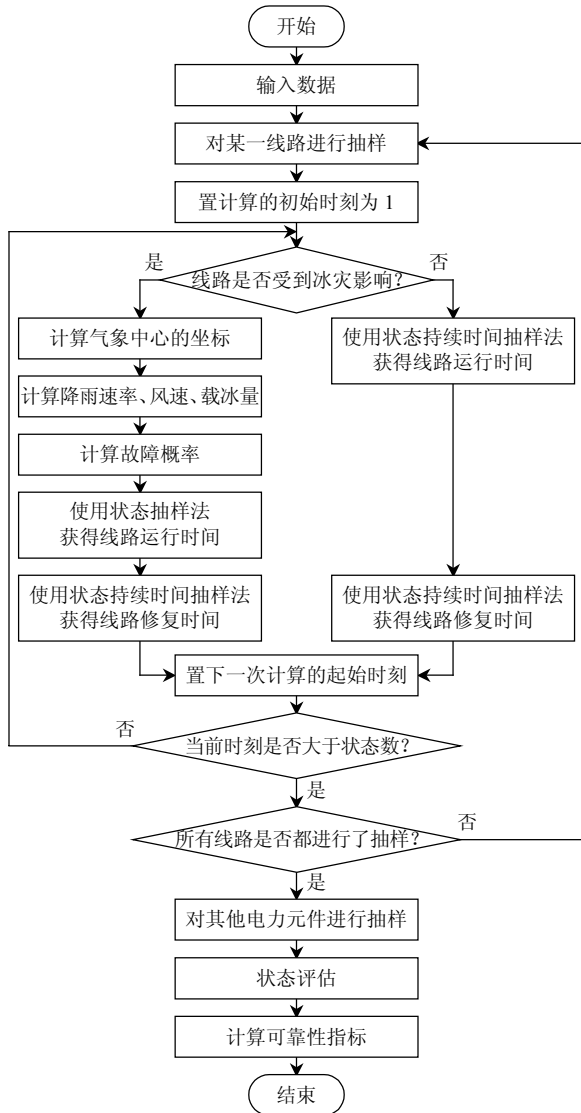 开始
输入数据
对某一线路进行抽样
置计算的初始时刻为 1
是
线路是否受到冰灾影响?
否
计算气象中心的坐标
计算降雨速率、风速、载冰量
计算故障概率
使用状态抽样法
获得线路运行时间
使用状态持续时间抽样法
获得线路修复时间
使用状态持续时间抽样法
获得线路运行时间
使用状态持续时间抽样法
获得线路修复时间
置下一次计算的起始时刻
否
当前时刻是否大于状态数?
是
所有线路是否都进行了抽样?
否
是
对其他电力元件进行抽样
状态评估
计算可靠性指标
结束